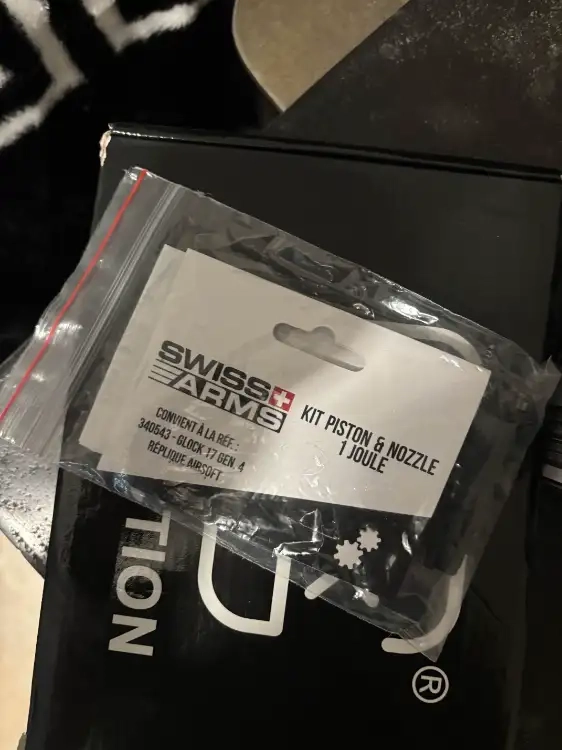 SWISS
ARMS
CONVIENT À LA RÉF. :
340543 - GLOCK 17 GEN. 4
RÉPLIQUE AIRSOFT
KIT PISTON & NOZZLE
1 JOULE
TION
®